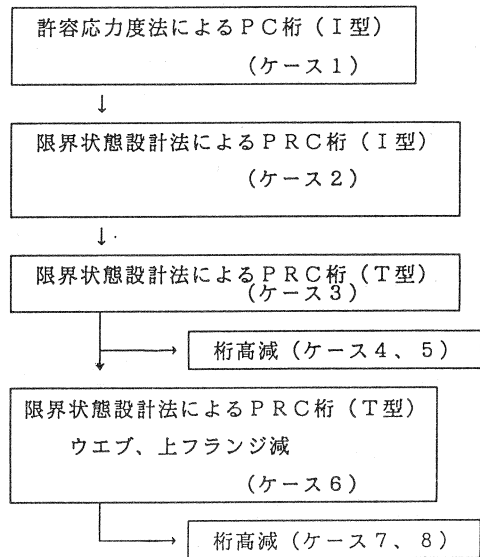 許容応力度法によるＰＣ桁（Ｉ型）
（ケース１）
↓
限界状態設計法によるＰＲＣ桁（Ｉ型）
（ケース２）
↓
限界状態設計法によるＰＲＣ桁（Ｔ型）
（ケース３）
桁高減（ケース４、５）
限界状態設計法によるＰＲＣ桁（Ｔ型）
ウエブ、上フランジ減
（ケース６）
桁高減（ケース７、８）